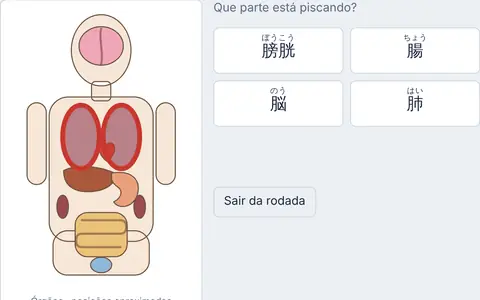 Que parte está piscando?
ぼうこう
膀胱
ちょう
腸
のう
脳
はい
肺
Sair da rodada